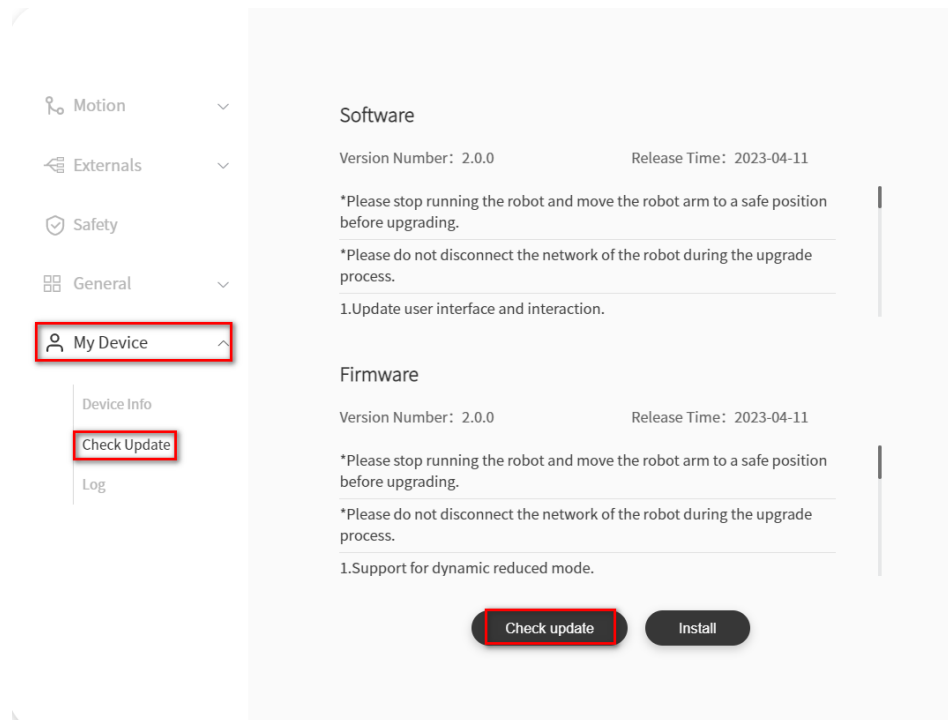 Motion
Externals
Safety
General
My Device
Device Info
Check Update
Log
Software
Version Number: 2.0.0
Release Time: 2023-04-11
*Please stop running the robot and move the robot arm to a safe position
before upgrading.
*Please do not disconnect the network of the robot during the upgrade
process.
1.Update user interface and interaction.
Firmware
Version Number: 2.0.0
Release Time: 2023-04-11
*Please stop running the robot and move the robot arm to a safe position
before upgrading.
*Please do not disconnect the network of the robot during the upgrade
process.
1.Support for dynamic reduced mode.
Check update
Install